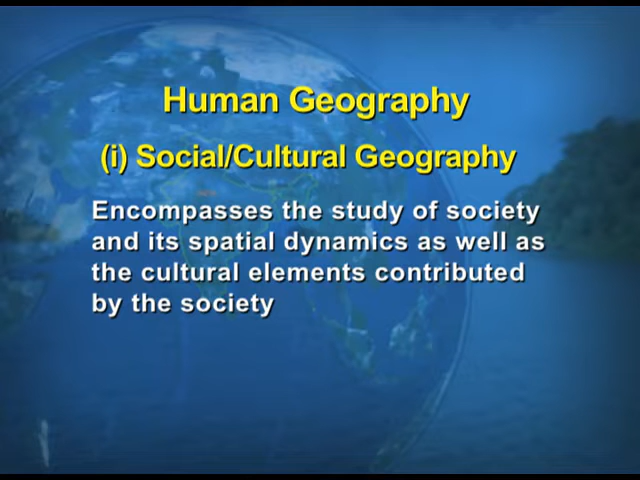 Human Geography
(i) Social/Cultural Geography
Encompasses the study of society
and its spatial dynamics as well as
the cultural elements contributed
by the society